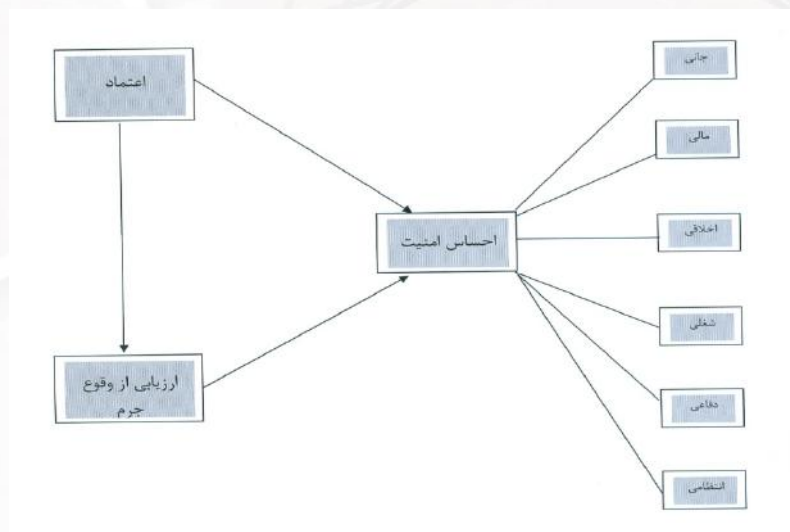 اعتماد
جانی
مالی
احساس امنیت
اخلاقی
شغلی
ارزیابی از وقوع
جرم
دفاعی
انتظامی